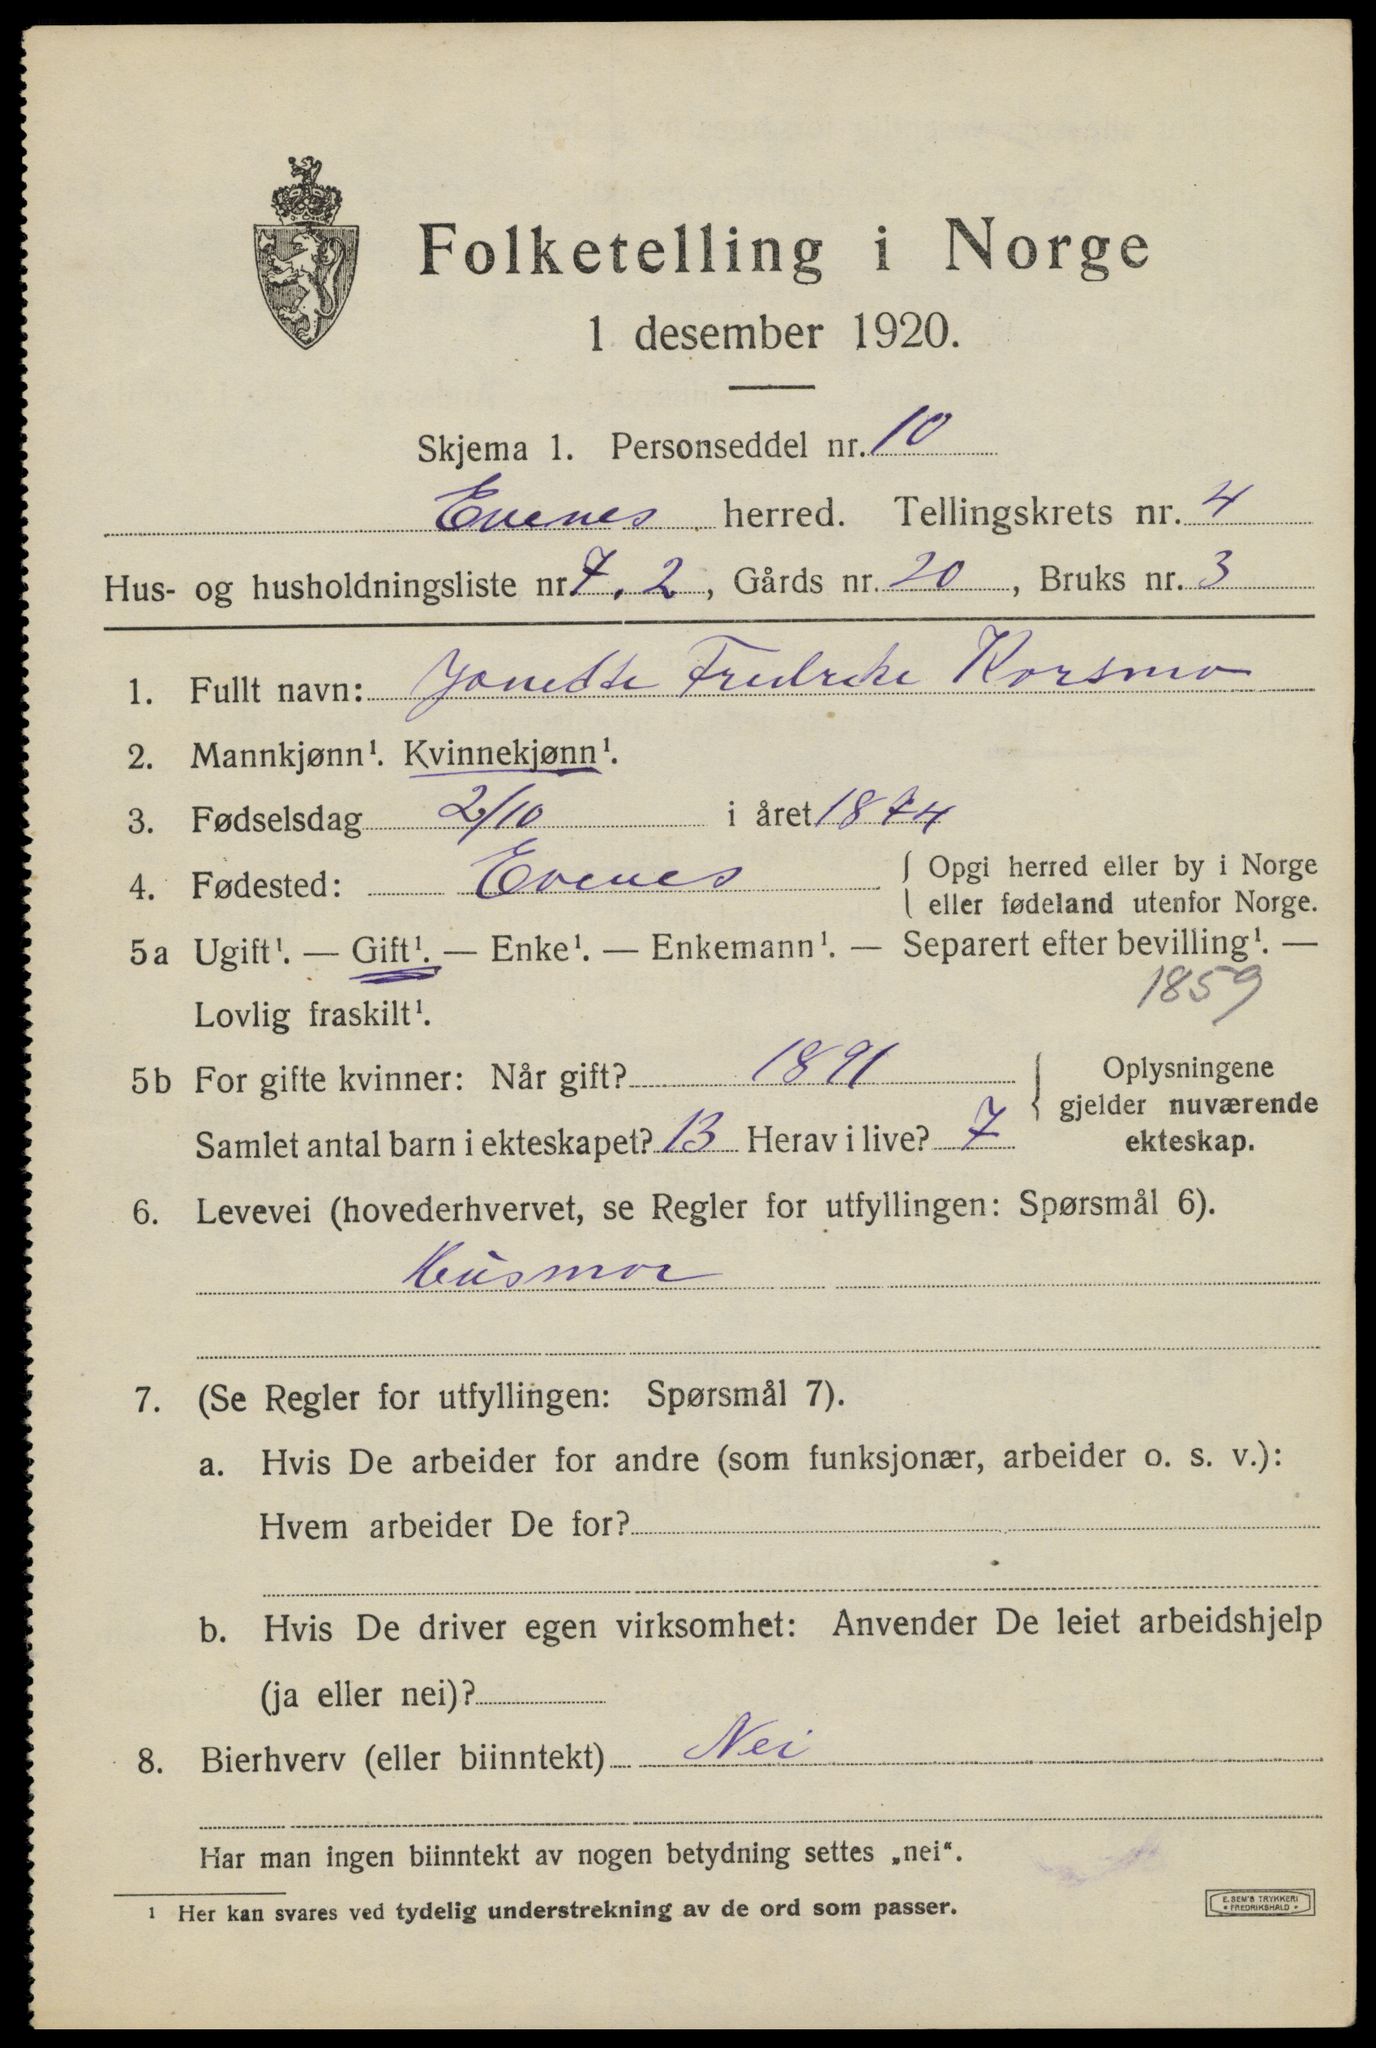 Folketelling i Norge
1 desember 1920.
Skjema 1. Personseddel nr. 10
Evenes herred. Tellingskrets nr. 4
Hus- og husholdningsliste nr. 7.2, Gårds nr. 20, Bruks nr. 3
1. Fullt navn: Jonette Fredrike Korsmo
2. Mannkjønn¹. Kvinnekjønn¹.
3. Fødselsdag 2/10 i året 1874
4. Fødested: Evenes { Opgi herred eller by i Norge
eller fødeland utenfor Norge.
5a Ugift¹. — Gift¹. — Enke¹. — Enkemann¹. — Separert efter bevilling¹. —
Lovlig fraskilt¹. 1859
5b For gifte kvinner: Når gift? 1891 { Oplysningene
gjelder nuværende
ekteskap.
Samlet antal barn i ekteskapet? 13 Herav i live? 7
6. Levevei (hovederhvervet, se Regler for utfyllingen: Spørsmål 6).
Husmor
7. (Se Regler for utfyllingen: Spørsmål 7).
a. Hvis De arbeider for andre (som funksjonær, arbeider o. s. v.):
Hvem arbeider De for?
b. Hvis De driver egen virksomhet: Anvender De leiet arbeidshjelp
(ja eller nei)?
8. Bierhverv (eller biinntekt) Nei
Har man ingen biinntekt av nogen betydning settes „nei“.
¹ Her kan svares ved tydelig understrekning av de ord som passer.
E. SEM'S TRYKKERI
* FREDRIKSHALD *